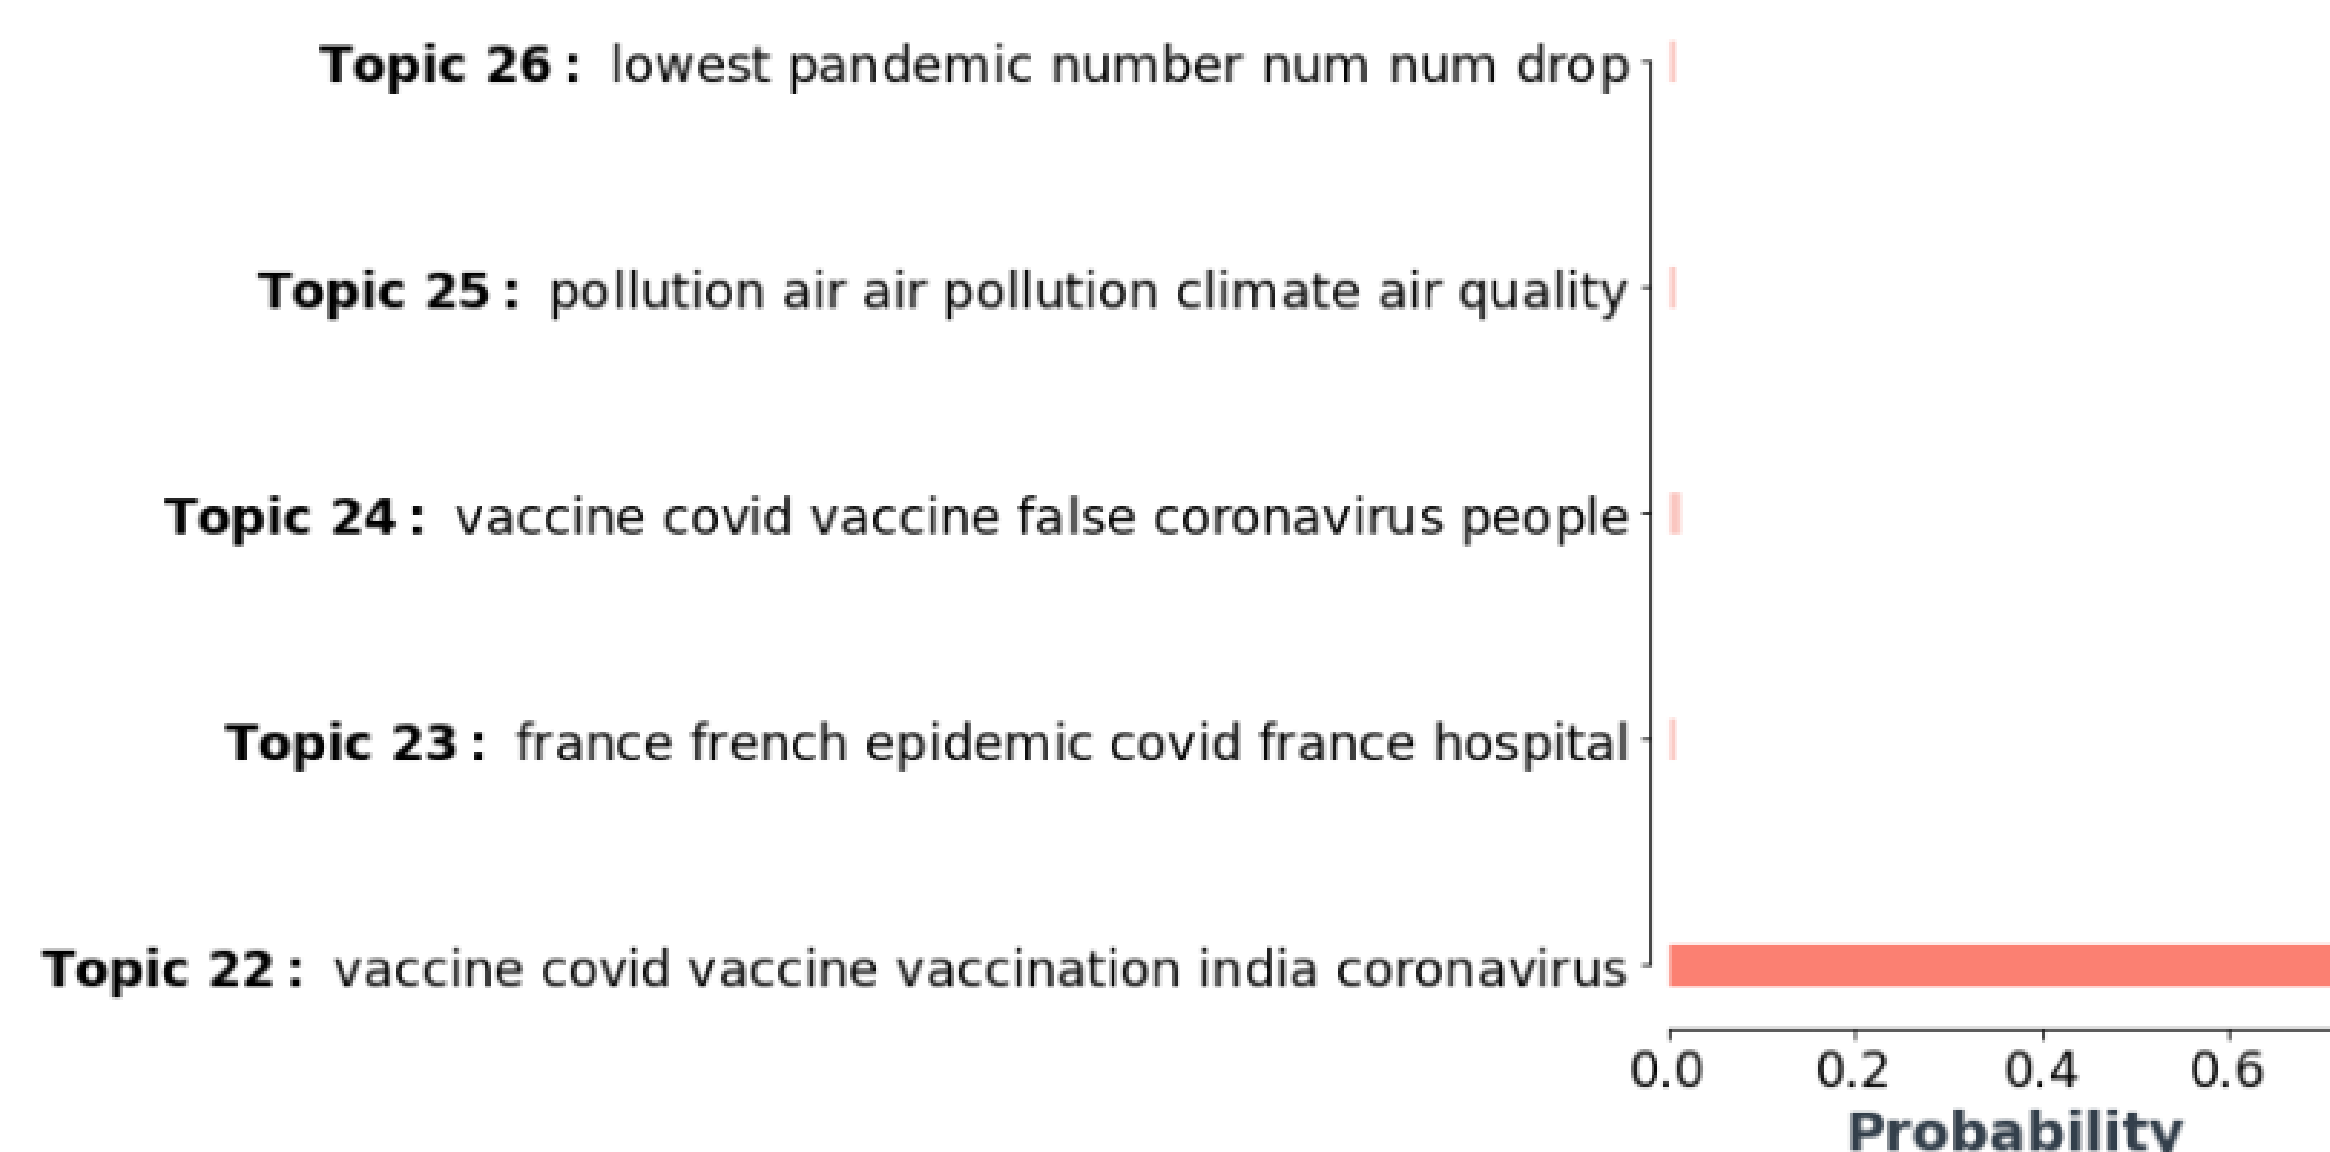 Topic 26 : lowest pandemic number num num drop
Topic 25 : pollution air air pollution climate air quality
Topic 24 : vaccine covid vaccine false coronavirus people
Topic 23 : france french epidemic covid france hospital
Topic 22 : vaccine covid vaccine vaccination india coronavirus
0.0 0.2 0.4 0.6
Probability